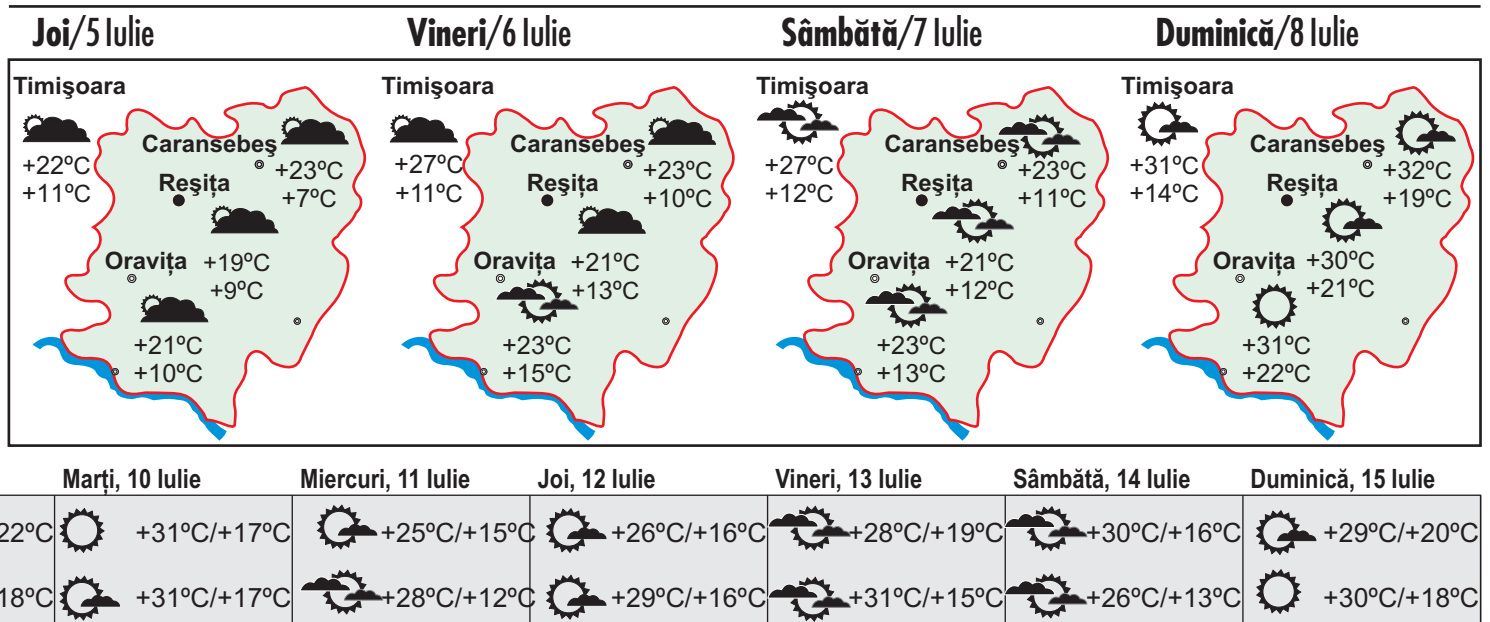 Joi/5 Iulie
Vineri/6 Iulie
Sâmbătă/7 Iulie
Duminică/8 Iulie
Timişoara
+22ºC
+11ºC
Caransebeş
+23ºC
+7ºC
Reşiţa
+19ºC
+9ºC
Oraviţa
+21ºC
+10ºC
Timişoara
+27ºC
+11ºC
Caransebeş
+23ºC
+10ºC
Reşiţa
+21ºC
+13ºC
Oraviţa
+23ºC
+15ºC
Timişoara
+27ºC
+12ºC
Caransebeş
+23ºC
+11ºC
Reşiţa
+21ºC
+12ºC
Oraviţa
+23ºC
+13ºC
Timişoara
+31ºC
+14ºC
Caransebeş
+32ºC
+19ºC
Reşiţa
+30ºC
+21ºC
Oraviţa
+31ºC
+22ºC
Marţi, 10 Iulie Miercuri, 11 Iulie Joi, 12 Iulie Vineri, 13 Iulie Sâmbătă, 14 Iulie Duminică, 15 Iulie
22ºC +31ºC/+17ºC +25ºC/+15ºC +26ºC/+16ºC +28ºC/+19ºC +30ºC/+16ºC +29ºC/+20ºC
18ºC +31ºC/+17ºC +28ºC/+12ºC +29ºC/+16ºC +31ºC/+15ºC +26ºC/+13ºC +30ºC/+18ºC